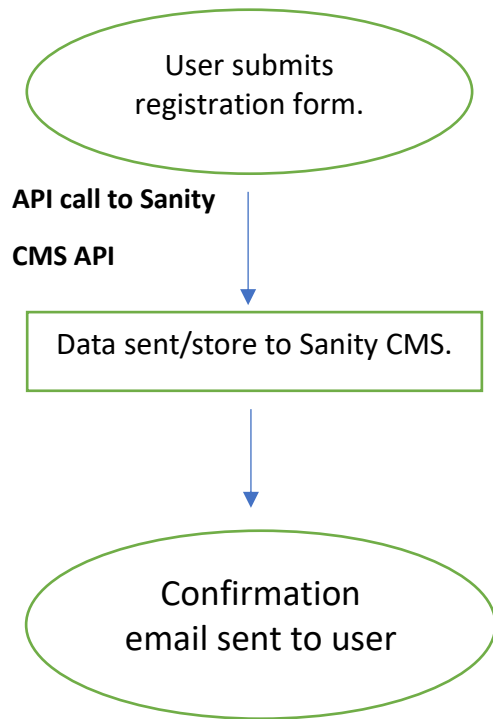 User submits
registration form.
API call to Sanity
CMS API
Data sent/store to Sanity CMS.
Confirmation
email sent to user